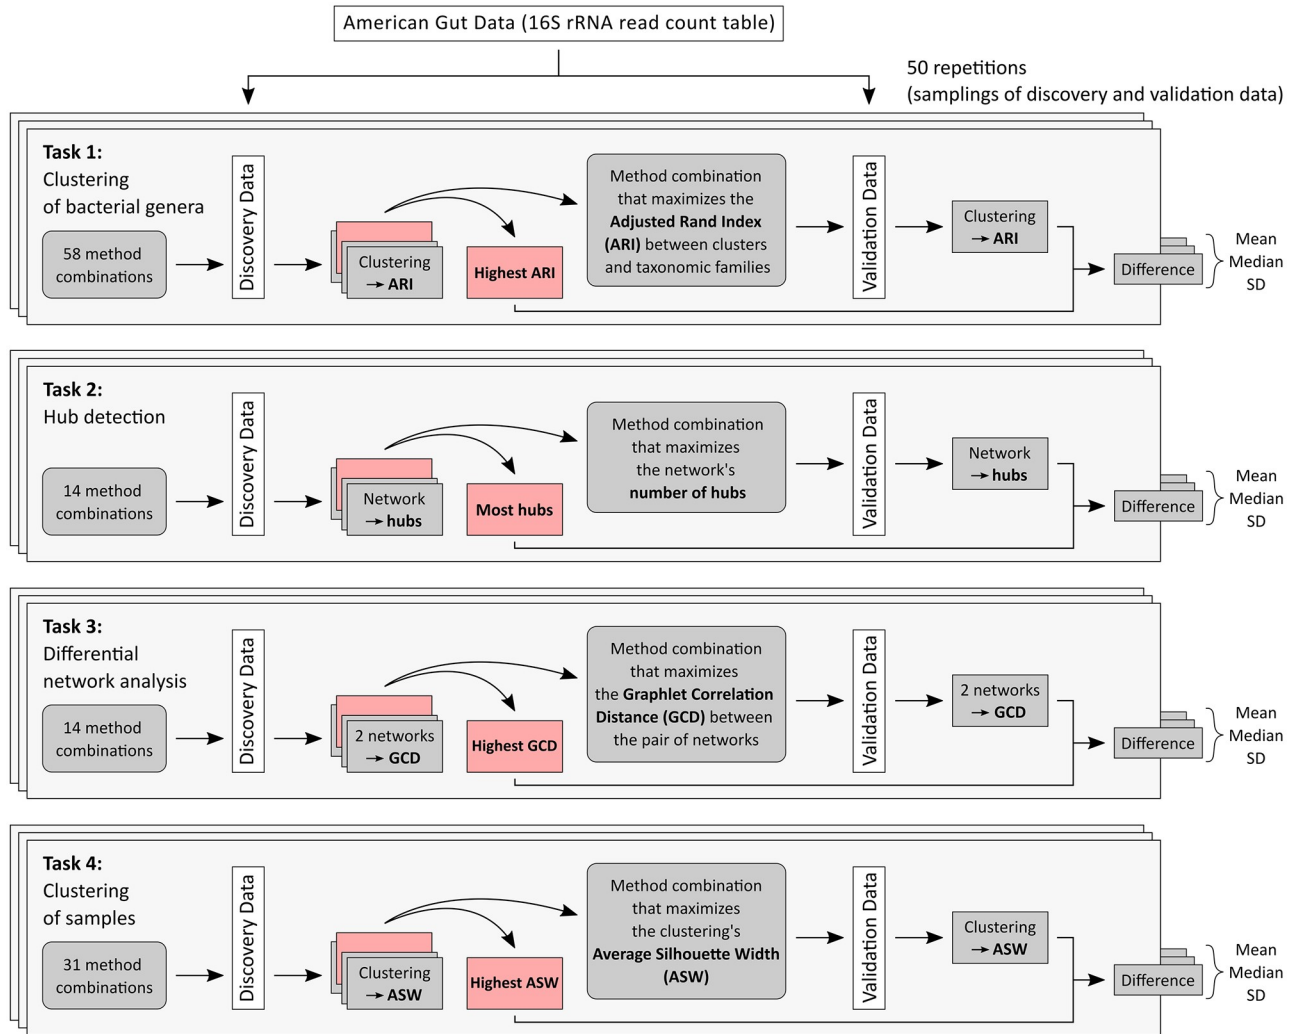 American Gut Data (16S rRNA read count table)
50 repetitions
(samplings of discovery and validation data)
Task 1:
Clustering
of bacterial genera
58 method
combinations
Discovery Data
Clustering
→ ARI
Highest ARI
Method combination
that maximizes the
Adjusted Rand Index
(ARI) between clusters
and taxonomic families
Validation Data
Clustering
→ ARI
Difference
Mean
Median
SD
Task 2:
Hub detection
14 method
combinations
Discovery Data
Network
→ hubs
Most hubs
Method combination
that maximizes
the network's
number of hubs
Validation Data
Network
→ hubs
Difference
Mean
Median
SD
Task 3:
Differential
network analysis
14 method
combinations
Discovery Data
2 networks
→ GCD
Highest GCD
Method combination
that maximizes
the Graphlet Correlation
Distance (GCD) between
the pair of networks
Validation Data
2 networks
→ GCD
Difference
Mean
Median
SD
Task 4:
Clustering
of samples
31 method
combinations
Discovery Data
Clustering
→ ASW
Highest ASW
Method combination
that maximizes
the clustering's
Average Silhouette Width
(ASW)
Validation Data
Clustering
→ ASW
Difference
Mean
Median
SD